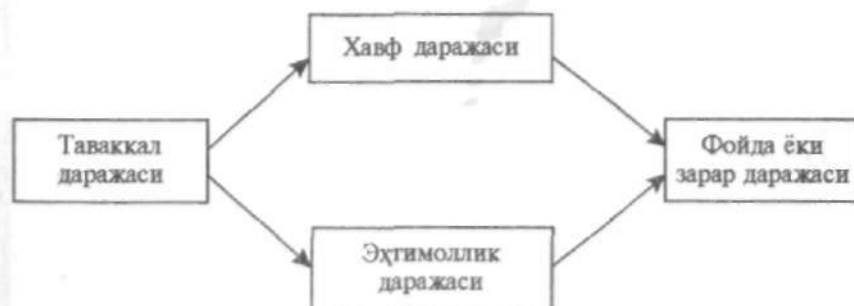 Хавф даражаси
Таваккал
даражаси
Фойда ёки
зарар даражаси
Эҳтимоллик
даражаси